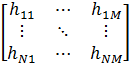 h₁₁ ⋯ h₁M
⋮ ⋱ ⋮
hN₁ ⋯ hNM